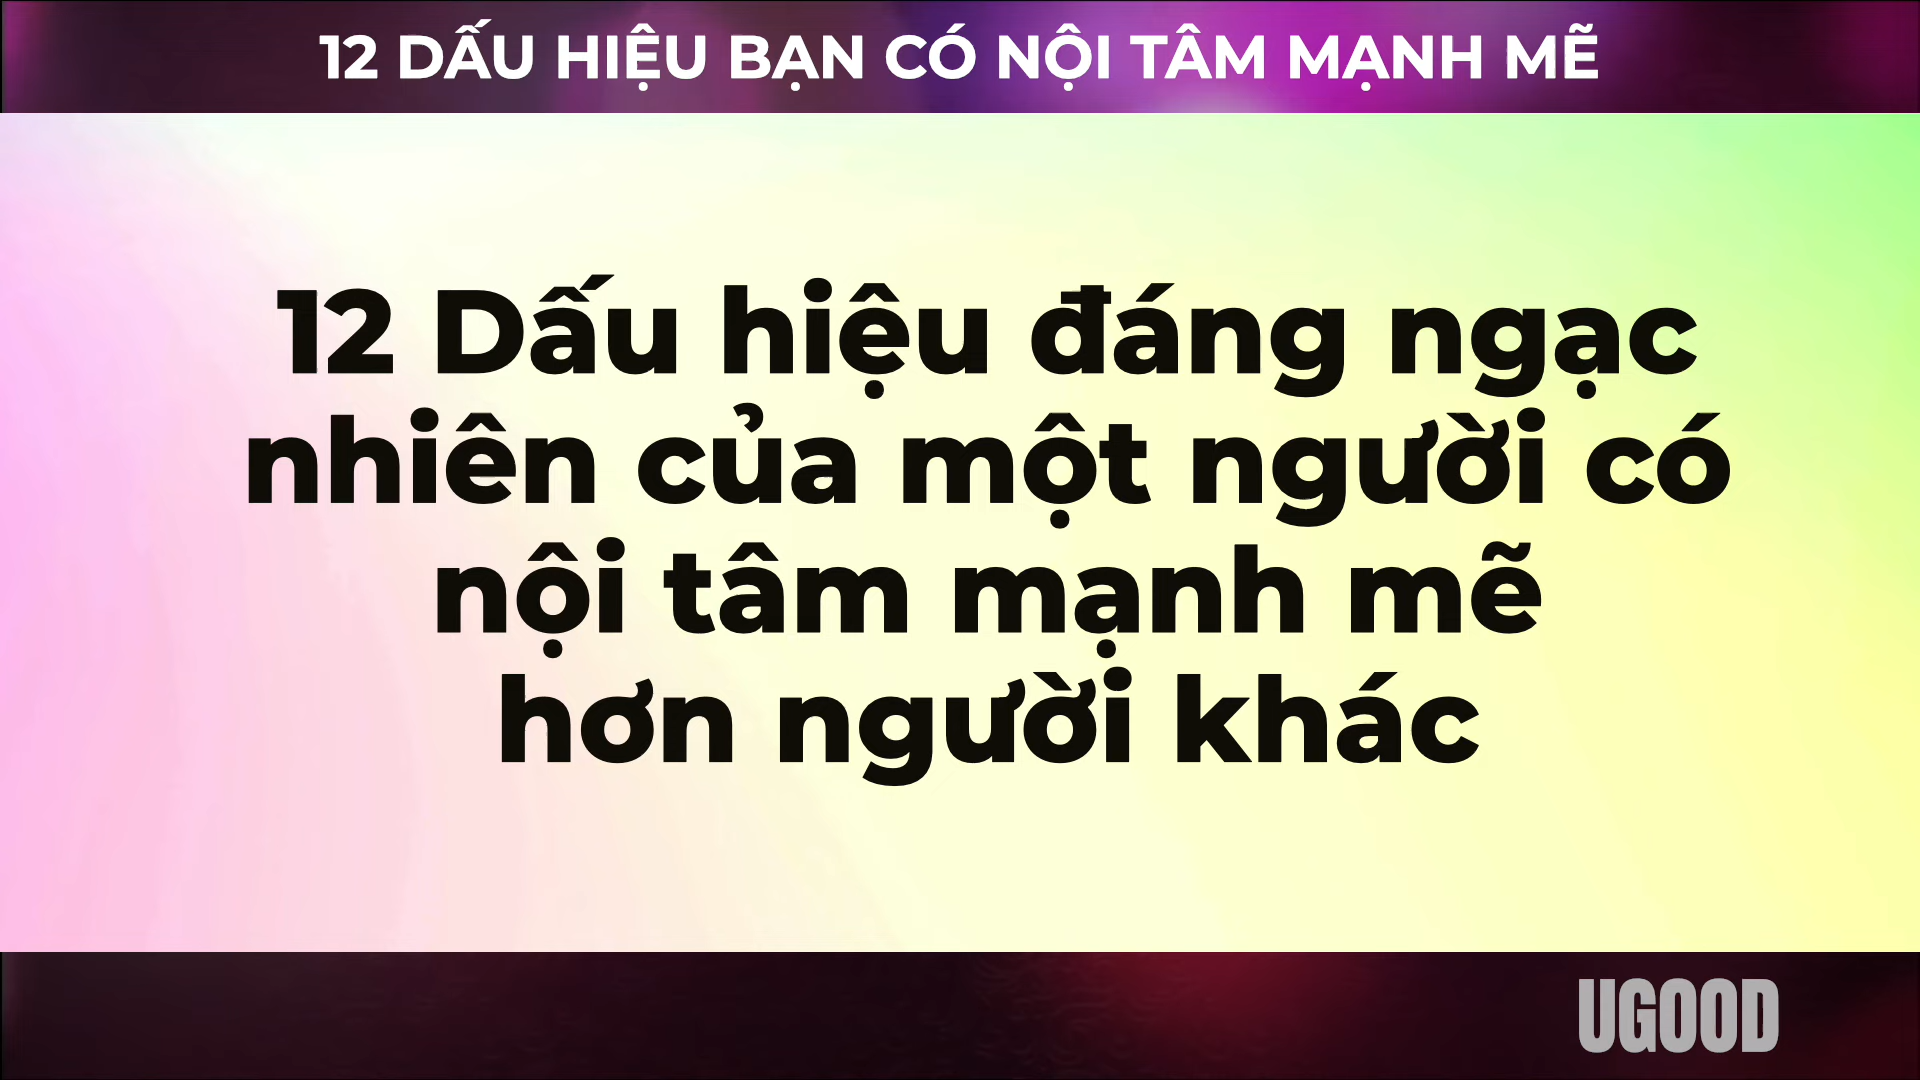 12 DẤU HIỆU BẠN CÓ NỘI TÂM MẠNH MẼ
12 Dấu hiệu đáng ngạc
nhiên của một người có
nội tâm mạnh mẽ
hơn người khác
UGOOD